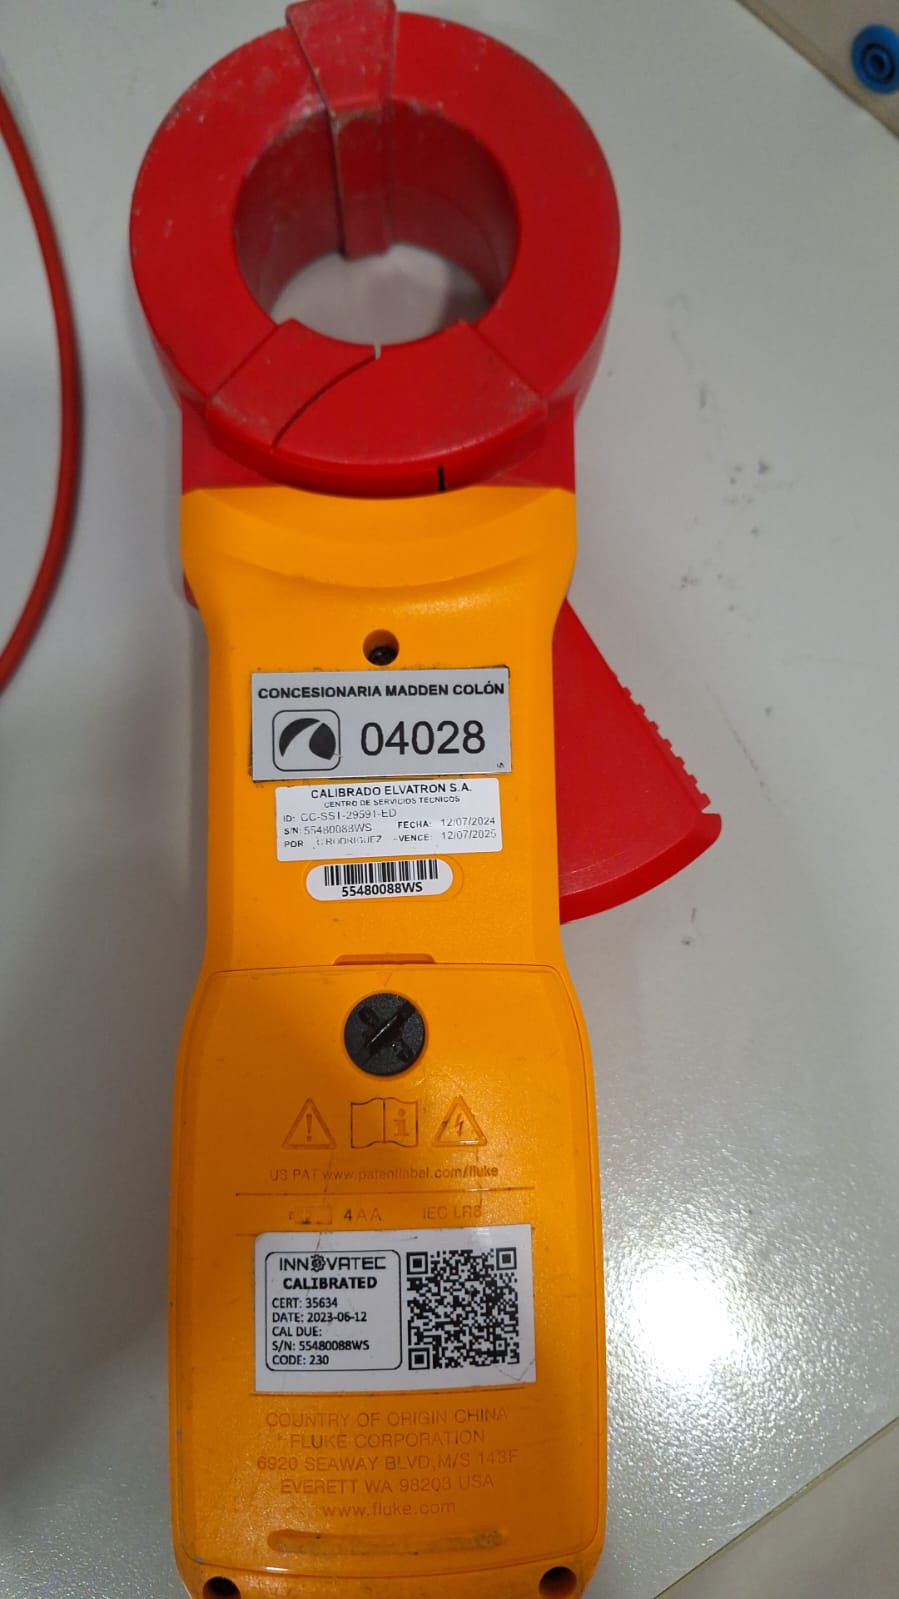 CONCESIONARIA MADDEN COLÓN
04028
CALIBRADO ELVATRON S.A.
CENTRO DE SERVICIOS TECNICOS
ID: CC-SST-29591-ED
S/N: 55480088WS FECHA: 12/07/2024
POR RODRIGUEZ VENCE: 12/07/2025
55480088WS
US PAT www.patentlabel.com/fluke
4 AA IEC LR6
INNOVATEC
CALIBRATED
CERT: 35634
DATE: 2023-06-12
CAL DUE:
S/N: 55480088WS
CODE: 230
COUNTRY OF ORIGIN CHINA
FLUKE CORPORATION
6920 SEAWAY BLVD,M/S 143F
EVERETT WA 98203 USA
www.fluke.com